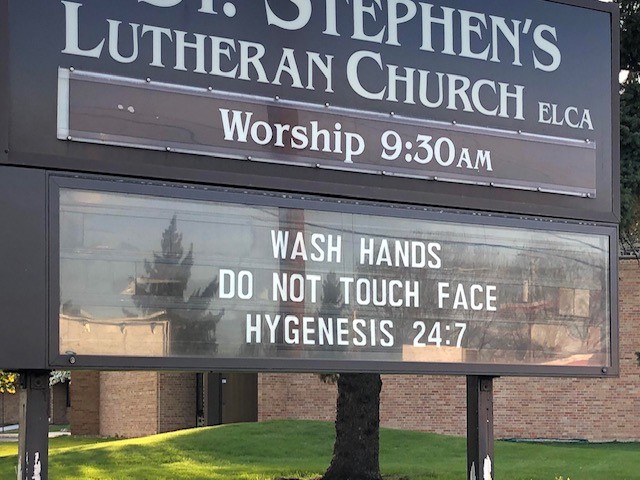 St. Stephen's
Lutheran Church ELCA
Worship 9:30AM
WASH HANDS
DO NOT TOUCH FACE
HYGENESIS 24:7